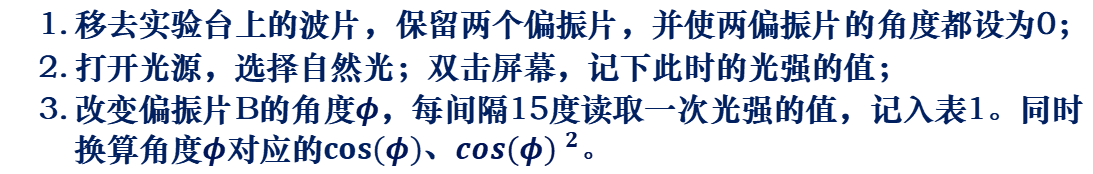 1. 移去实验台上的波片，保留两个偏振片，并使两偏振片的角度都设为0；
2. 打开光源，选择自然光；双击屏幕，记下此时的光强的值；
3. 改变偏振片B的角度ϕ，每间隔15度读取一次光强的值，记入表1。同时
换算角度ϕ对应的cos(ϕ)、cos(ϕ) ²。